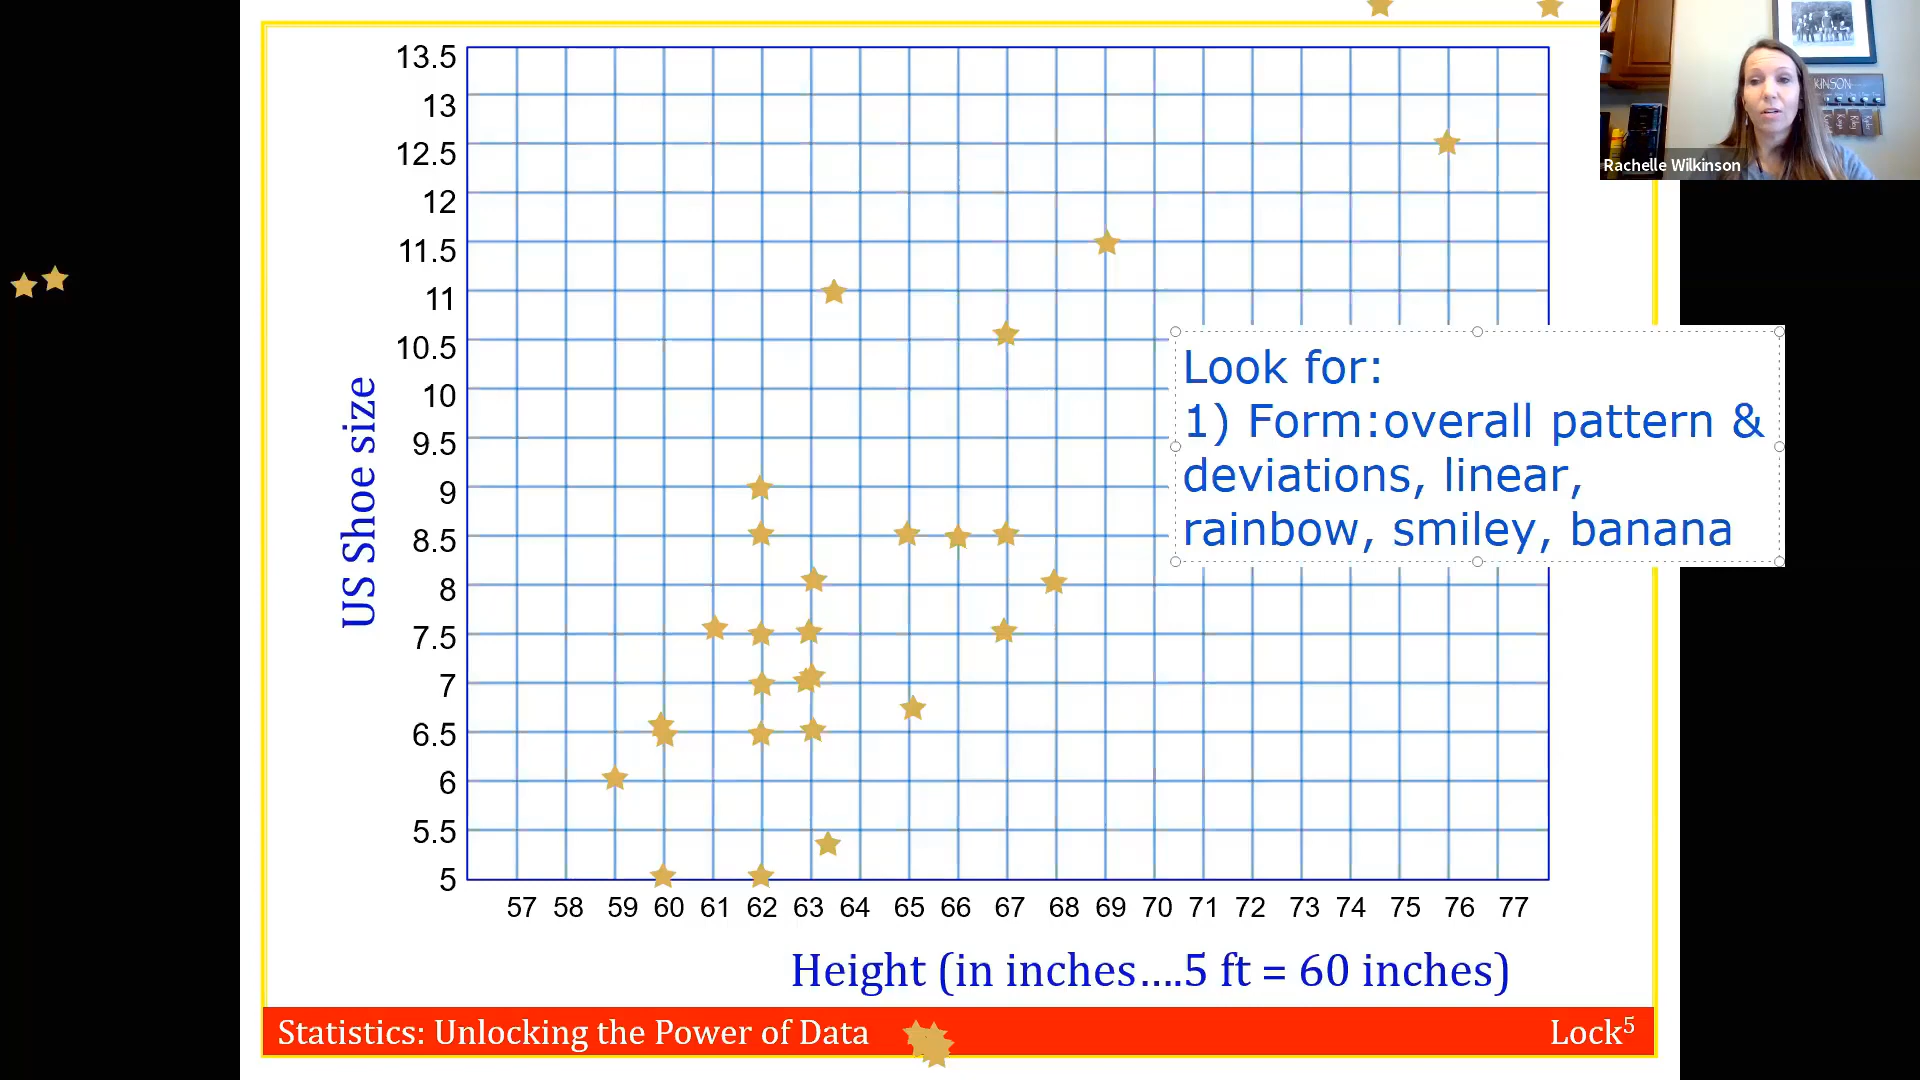 13.5
13
12.5
12
11.5
11
10.5
10
9.5
9
8.5
8
7.5
7
6.5
6
5.5
5
US Shoe size
57 58 59 60 61 62 63 64 65 66 67 68 69 70 71 72 73 74 75 76 77
Height (in inches....5 ft = 60 inches)
Look for:
1) Form:overall pattern &
deviations, linear,
rainbow, smiley, banana
Statistics: Unlocking the Power of Data
Lock5
KINSON
Rachelle Wilkinson